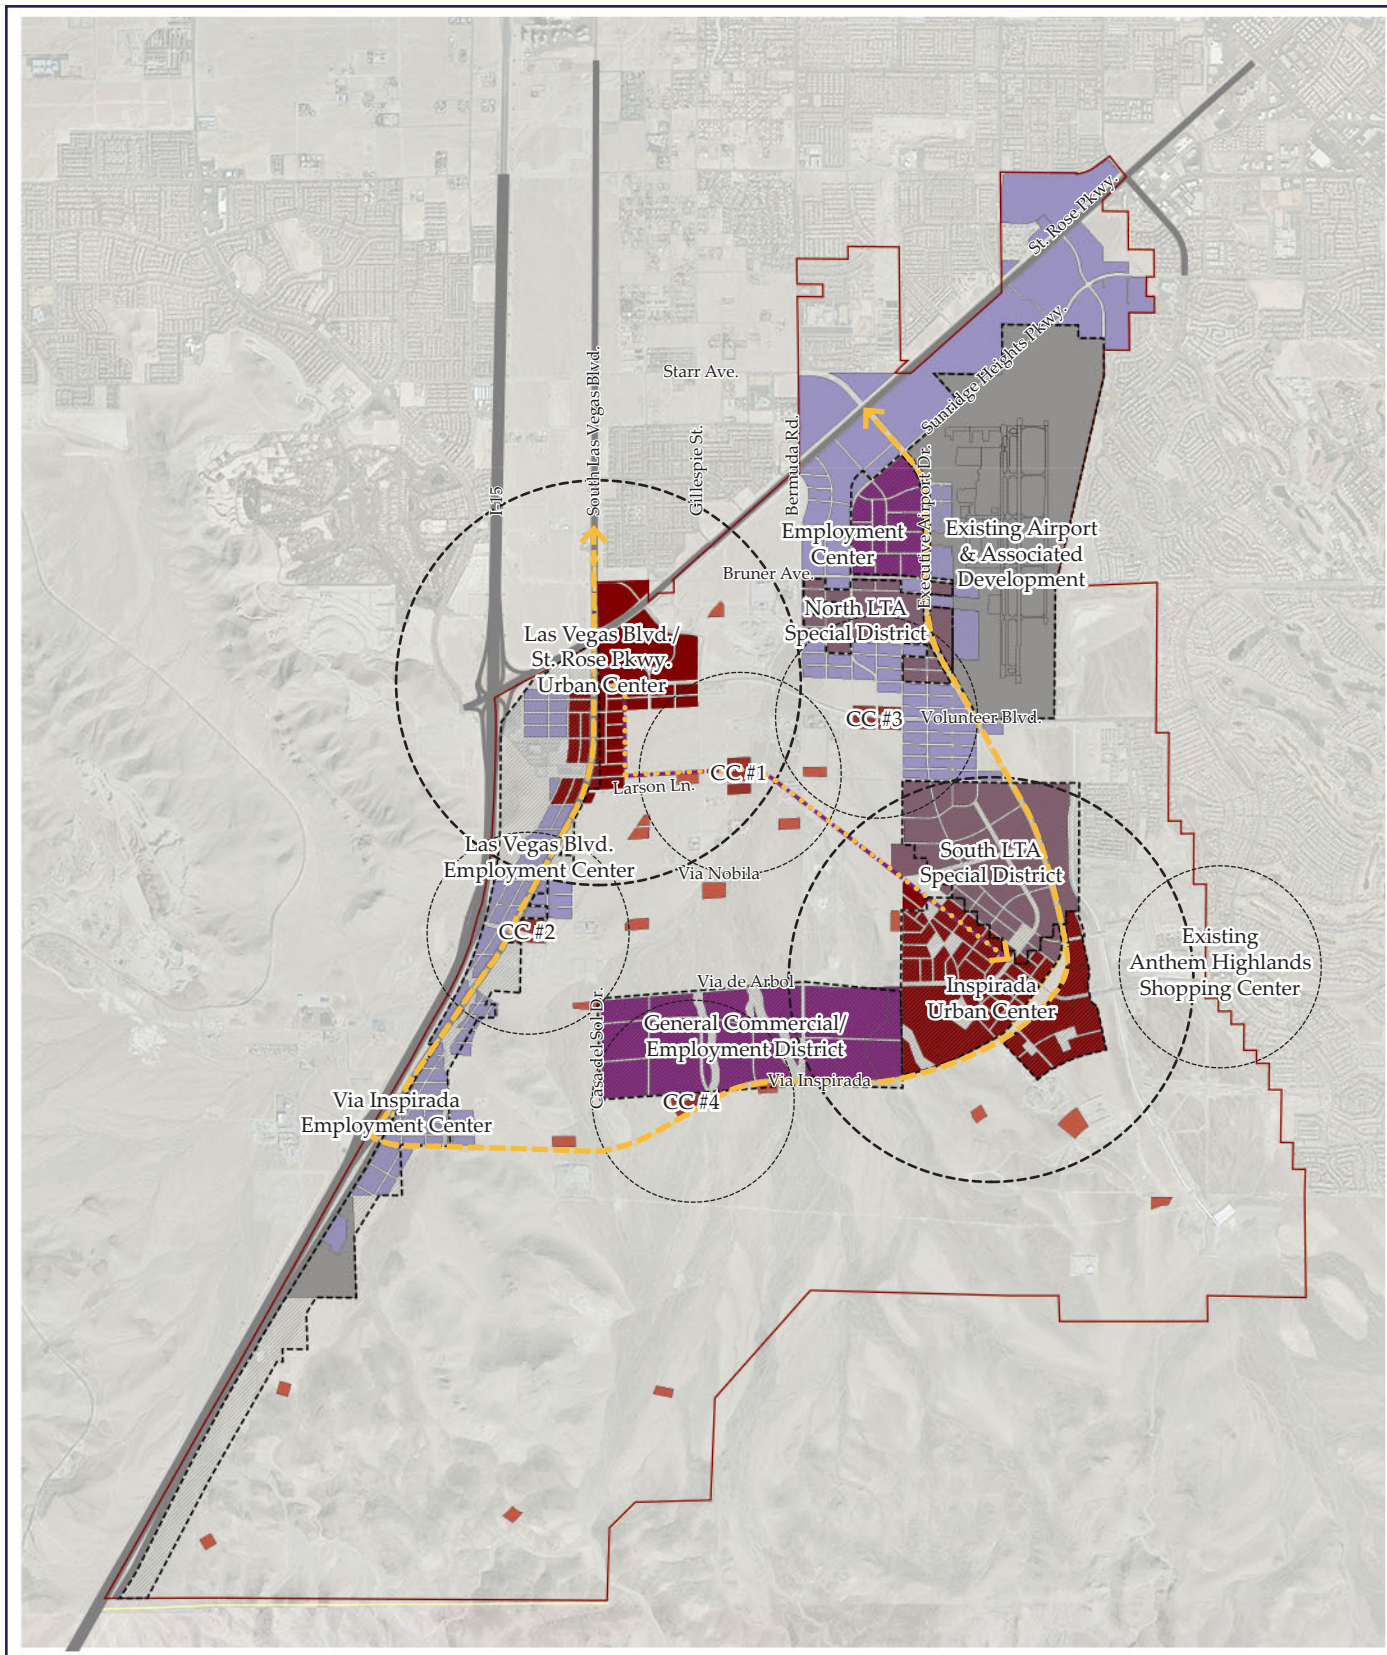 St. Rose Pkwy.
Sunridge Heights Pkwy.
Starr Ave.
South Las Vegas Blvd.
Gillespie St.
Bermuda Rd.
I-15
Executive Airport Dr.
Employment
Center
Existing Airport
& Associated
Development
Bruner Ave.
North LTA
Special District
Las Vegas Blvd./
St. Rose Pkwy.
Urban Center
CC #3
Volunteer Blvd.
CC #1
Larson Ln.
Las Vegas Blvd.
Employment Center
Via Nobila
South LTA
Special District
CC #2
Existing
Anthem Highlands
Shopping Center
Via de Arbol
Inspirada
Urban Center
Casa del Sol Dr.
General Commercial/
Employment District
Via Inspirada
CC #4
Via Inspirada
Employment Center